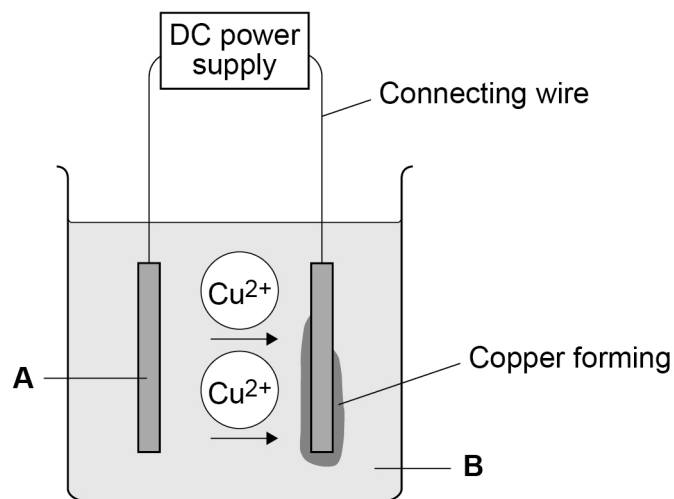 DC power
supply
Connecting wire
Cu²⁺
Cu²⁺
Copper forming
A
B